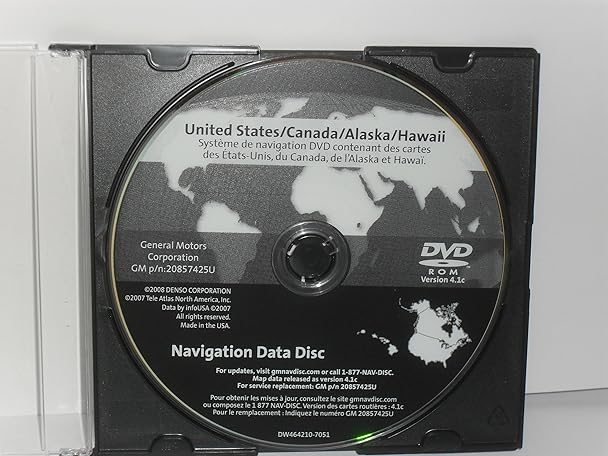 United States/Canada/Alaska/Hawaii
Système de navigation DVD contenant des cartes
des États-Unis, du Canada, de l'Alaska et Hawaï.
General Motors
Corporation
GM p/n:20857425U
DVD
ROM
Version 4.1c
©2008 DENSO CORPORATION
©2007 Tele Atlas North America, Inc.
Data by infoUSA ©2007
All rights reserved.
Made in the USA.
Navigation Data Disc
For updates, visit gmnavdisc.com or call 1-877-NAV-DISC.
Map data released as version 4.1c
For service replacement: GM p/n 20857425U
Pour obtenir les mises à jour, consultez le site gmnavdisc.com
ou composez le 1 877 NAV-DISC. Version des cartes routières : 4.1c
Pour le remplacement : Indiquez le numéro GM 20857425U
DW464210-7051